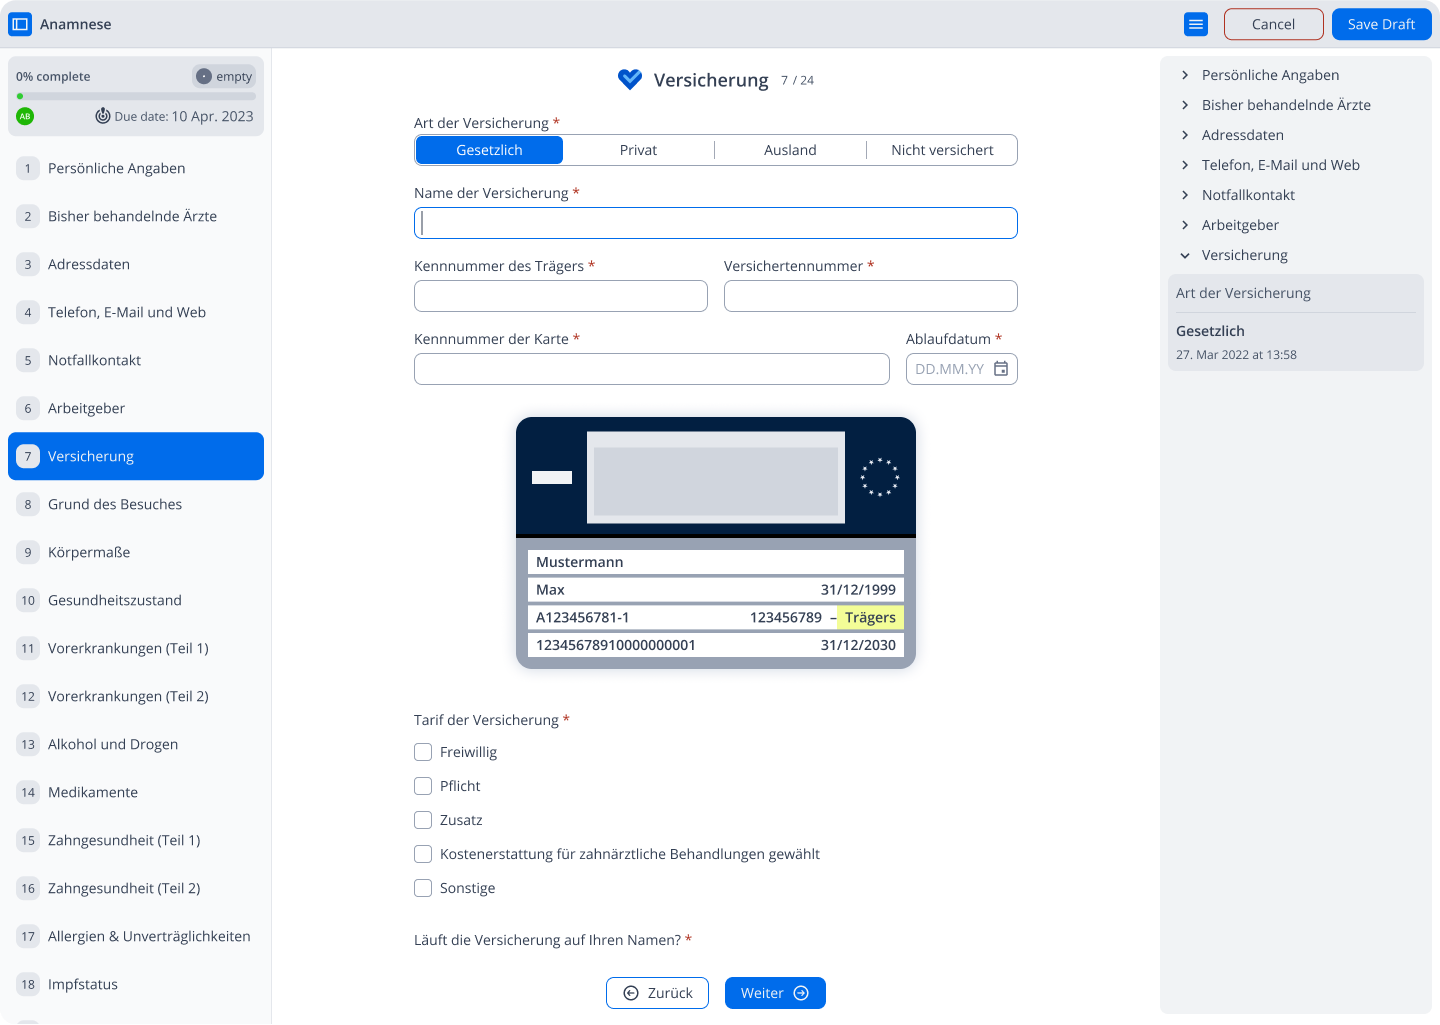 Anamnese
Cancel
Save Draft
0% complete
empty
AB
Due date: 10 Apr. 2023
1 Persönliche Angaben
2 Bisher behandelnde Ärzte
3 Adressdaten
4 Telefon, E-Mail und Web
5 Notfallkontakt
6 Arbeitgeber
7 Versicherung
8 Grund des Besuches
9 Körpermaße
10 Gesundheitszustand
11 Vorerkrankungen (Teil 1)
12 Vorerkrankungen (Teil 2)
13 Alkohol und Drogen
14 Medikamente
15 Zahngesundheit (Teil 1)
16 Zahngesundheit (Teil 2)
17 Allergien & Unverträglichkeiten
18 Impfstatus
Versicherung 7 / 24
Art der Versicherung *
Gesetzlich Privat Ausland Nicht versichert
Name der Versicherung *
Kennnummer des Trägers * Versichertennummer *
Kennnummer der Karte * Ablaufdatum *
DD.MM.YY
Mustermann
Max 31/12/1999
A123456781-1 123456789 – Trägers
12345678910000000001 31/12/2030
Tarif der Versicherung *
Freiwillig
Pflicht
Zusatz
Kostenerstattung für zahnärztliche Behandlungen gewählt
Sonstige
Läuft die Versicherung auf Ihren Namen? *
Zurück
Weiter
Persönliche Angaben
Bisher behandelnde Ärzte
Adressdaten
Telefon, E-Mail und Web
Notfallkontakt
Arbeitgeber
Versicherung
Art der Versicherung
Gesetzlich
27. Mar 2022 at 13:58